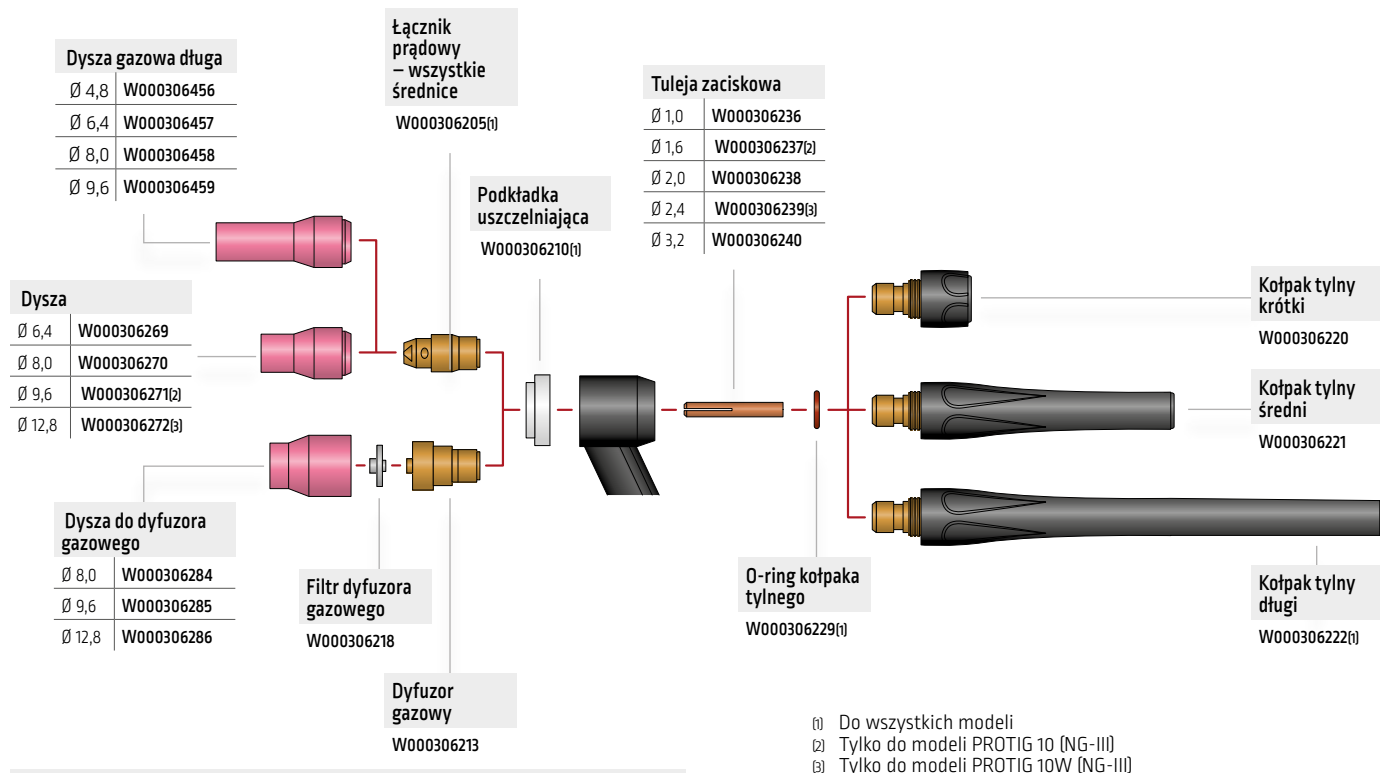 Dysza gazowa długa
Ø 4,8 W000306456
Ø 6,4 W000306457
Ø 8,0 W000306458
Ø 9,6 W000306459
Łącznik
prądowy
– wszystkie
średnice
W000306205(1)
Podkładka
uszczelniająca
W000306210(1)
Tuleja zaciskowa
Ø 1,0 W000306236
Ø 1,6 W000306237(2)
Ø 2,0 W000306238
Ø 2,4 W000306239(3)
Ø 3,2 W000306240
Dysza
Ø 6,4 W000306269
Ø 8,0 W000306270
Ø 9,6 W000306271(2)
Ø 12,8 W000306272(3)
Kołpak tylny
krótki
W000306220
Kołpak tylny
średni
W000306221
Dysza do dyfuzora
gazowego
Ø 8,0 W000306284
Ø 9,6 W000306285
Ø 12,8 W000306286
Filtr dyfuzora
gazowego
W000306218
Dyfuzor
gazowy
W000306213
O-ring kołpaka
tylnego
W000306229(1)
Kołpak tylny
długi
W000306222(1)
(1) Do wszystkich modeli
(2) Tylko do modeli PROTIG 10 (NG-III)
(3) Tylko do modeli PROTIG 10W (NG-III)